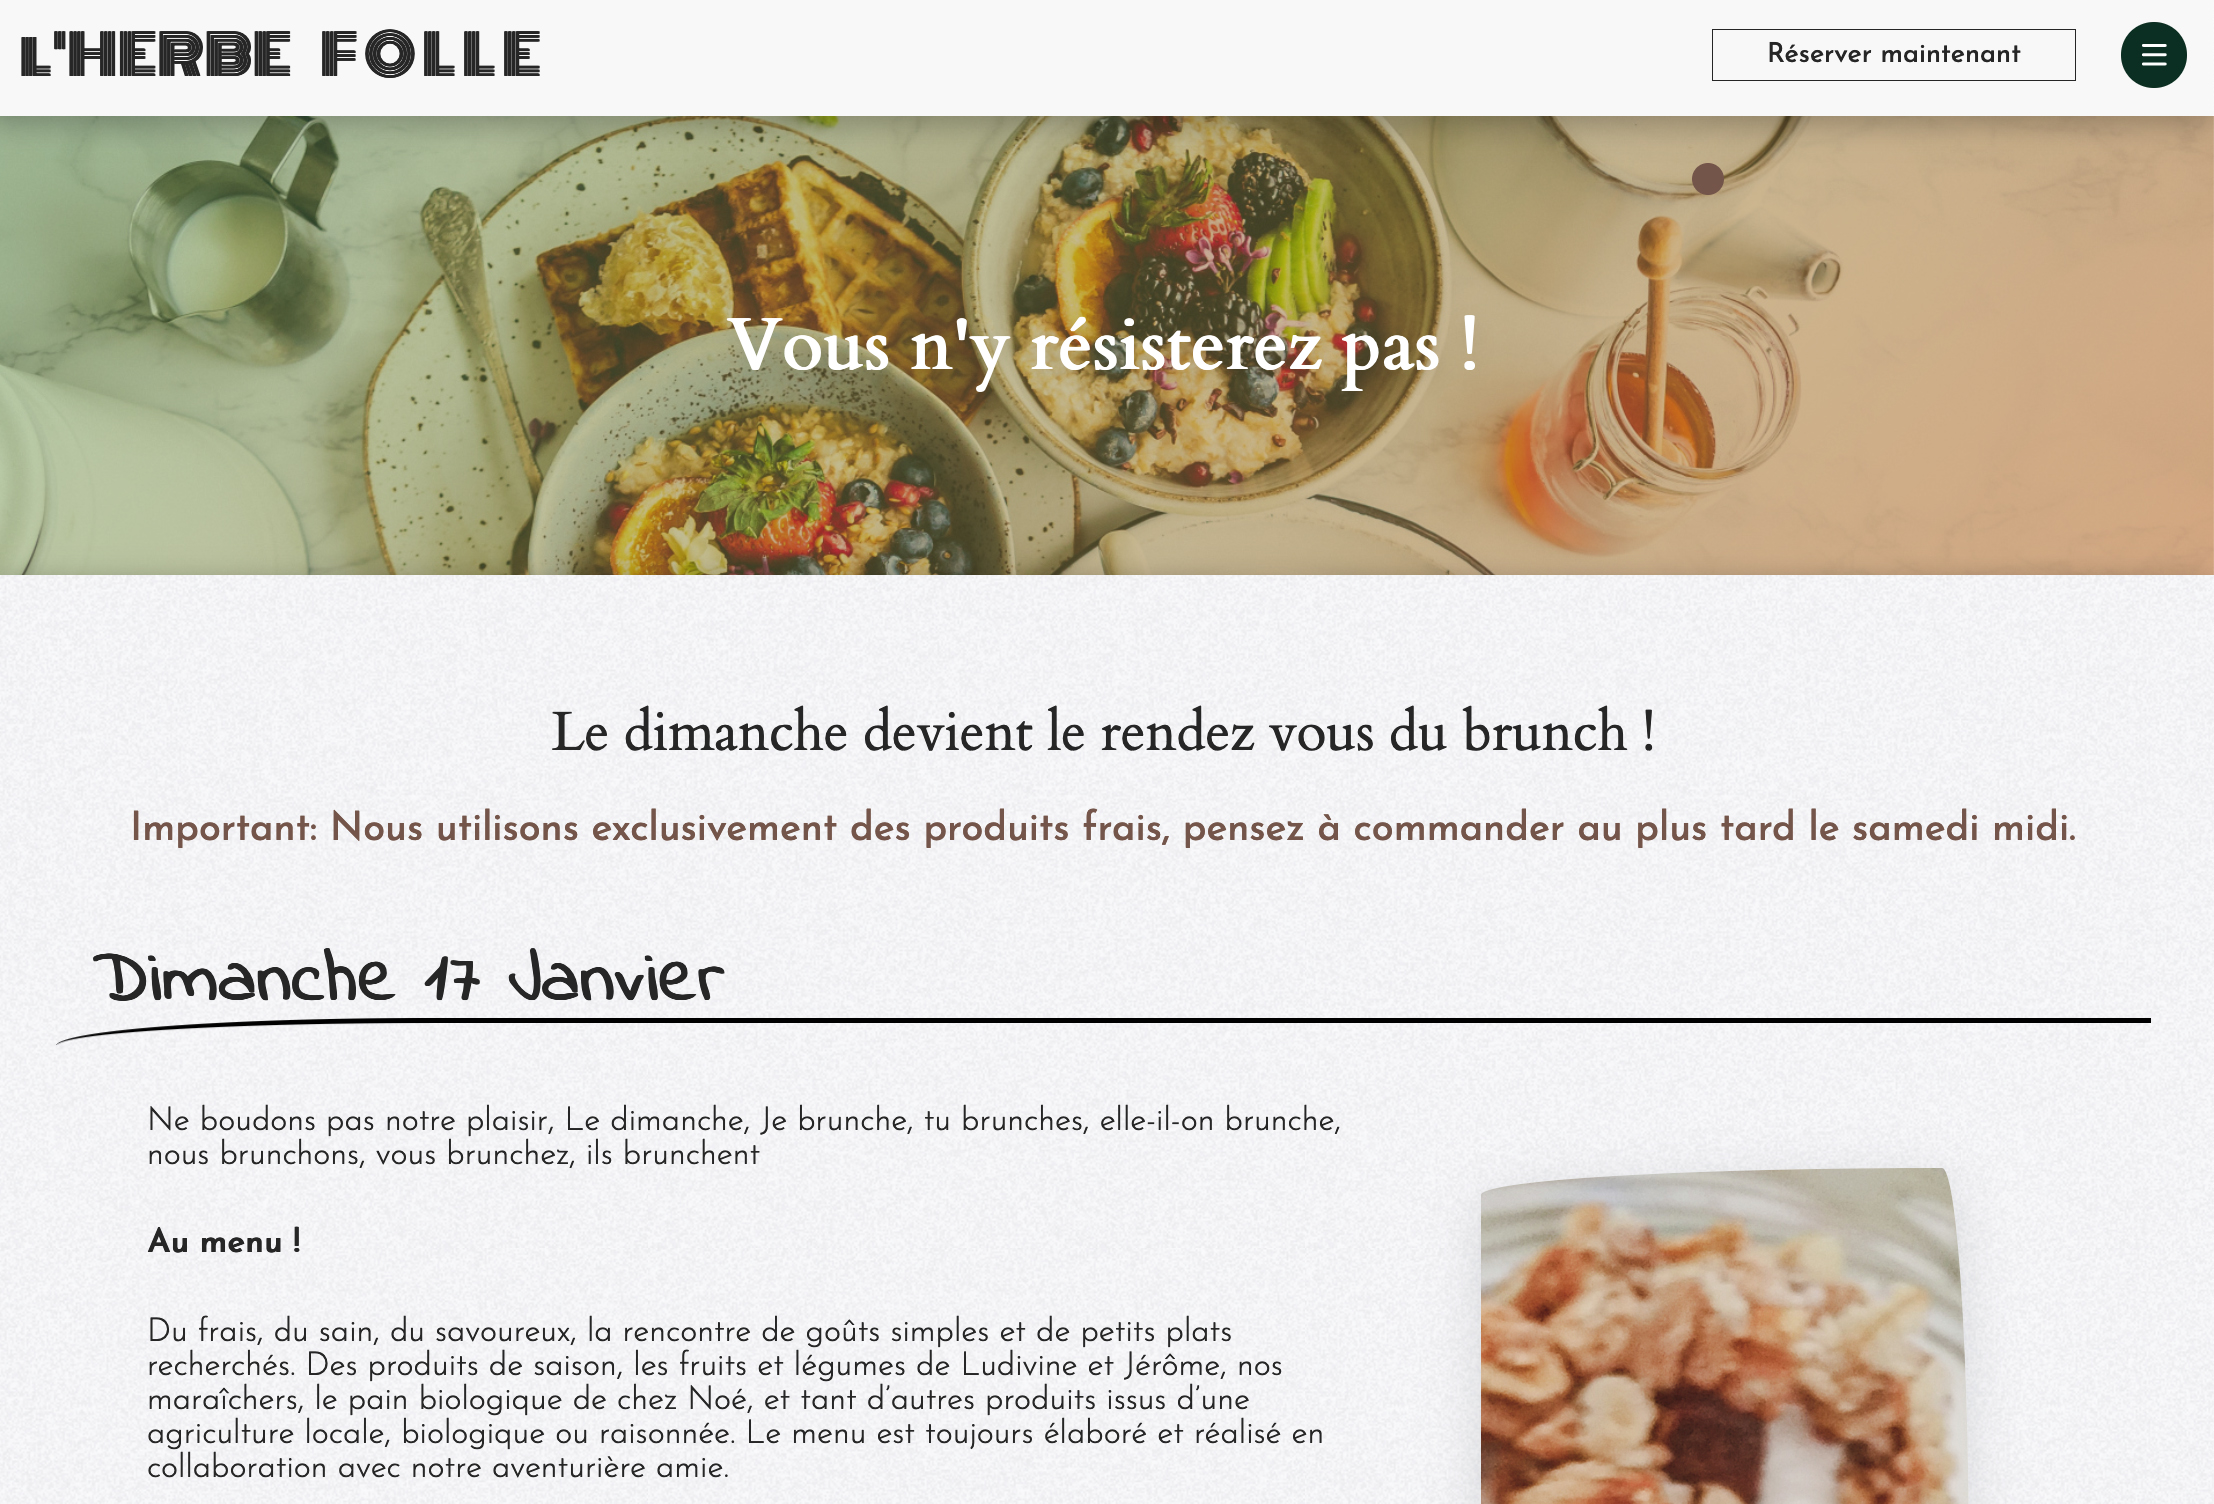 L'HERBE FOLLE
Réserver maintenant
Vous n'y résisterez pas !
Le dimanche devient le rendez vous du brunch !
Important: Nous utilisons exclusivement des produits frais, pensez à commander au plus tard le samedi midi.
Dimanche 17 Janvier
Ne boudons pas notre plaisir, Le dimanche, Je brunche, tu brunches, elle-il-on brunche,
nous brunchons, vous brunchez, ils brunchent
Au menu !
Du frais, du sain, du savoureux, la rencontre de goûts simples et de petits plats
recherchés. Des produits de saison, les fruits et légumes de Ludivine et Jérôme, nos
maraîchers, le pain biologique de chez Noé, et tant d’autres produits issus d’une
agriculture locale, biologique ou raisonnée. Le menu est toujours élaboré et réalisé en
collaboration avec notre aventurière amie.